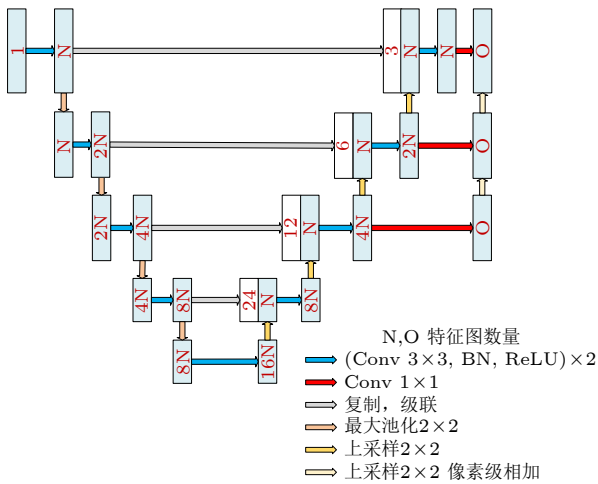 1 N 3 N N O
N 2N 6 4N 2N O
2N 4N 12 N 4N O
4N 8N 24 N 8N
8N 16N
N,O 特征图数量
(Conv 3×3, BN, ReLU)×2
Conv 1×1
复制，级联
最大池化2×2
上采样2×2
上采样2×2 像素级相加